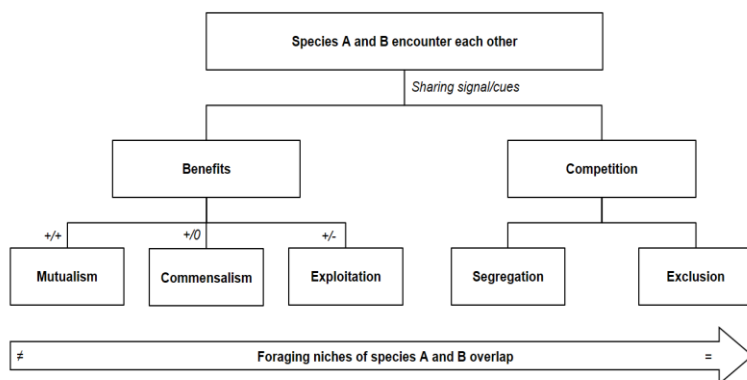 Species A and B encounter each other
Sharing signal/cues
Benefits
Competition
+/+
+/0
+/-
Mutualism
Commensalism
Exploitation
Segregation
Exclusion
≠
Foraging niches of species A and B overlap
=